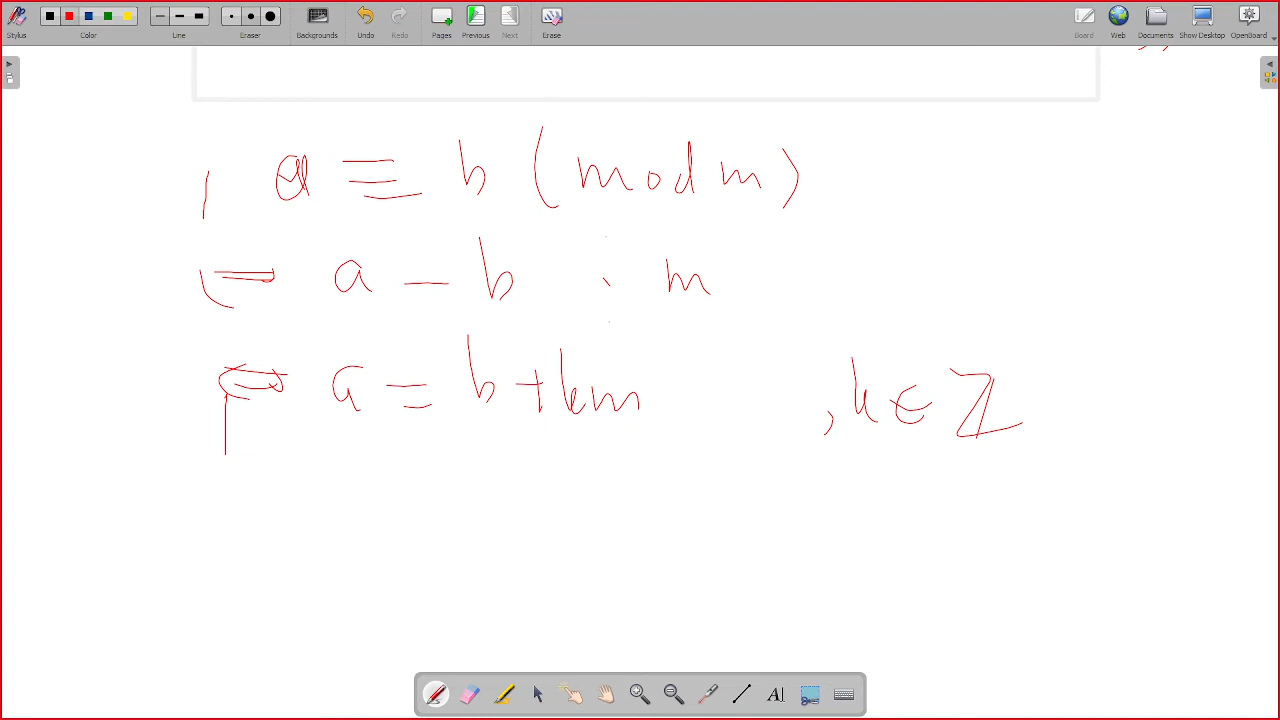 Stylus Color Line Eraser Backgrounds Undo Redo Pages Previous Next Erase Board Web Documents Show Desktop OpenBoard
a ≡ b (mod m)
⇔ a - b ⋮ m
⇔ a = b + km , k ∈ ℤ